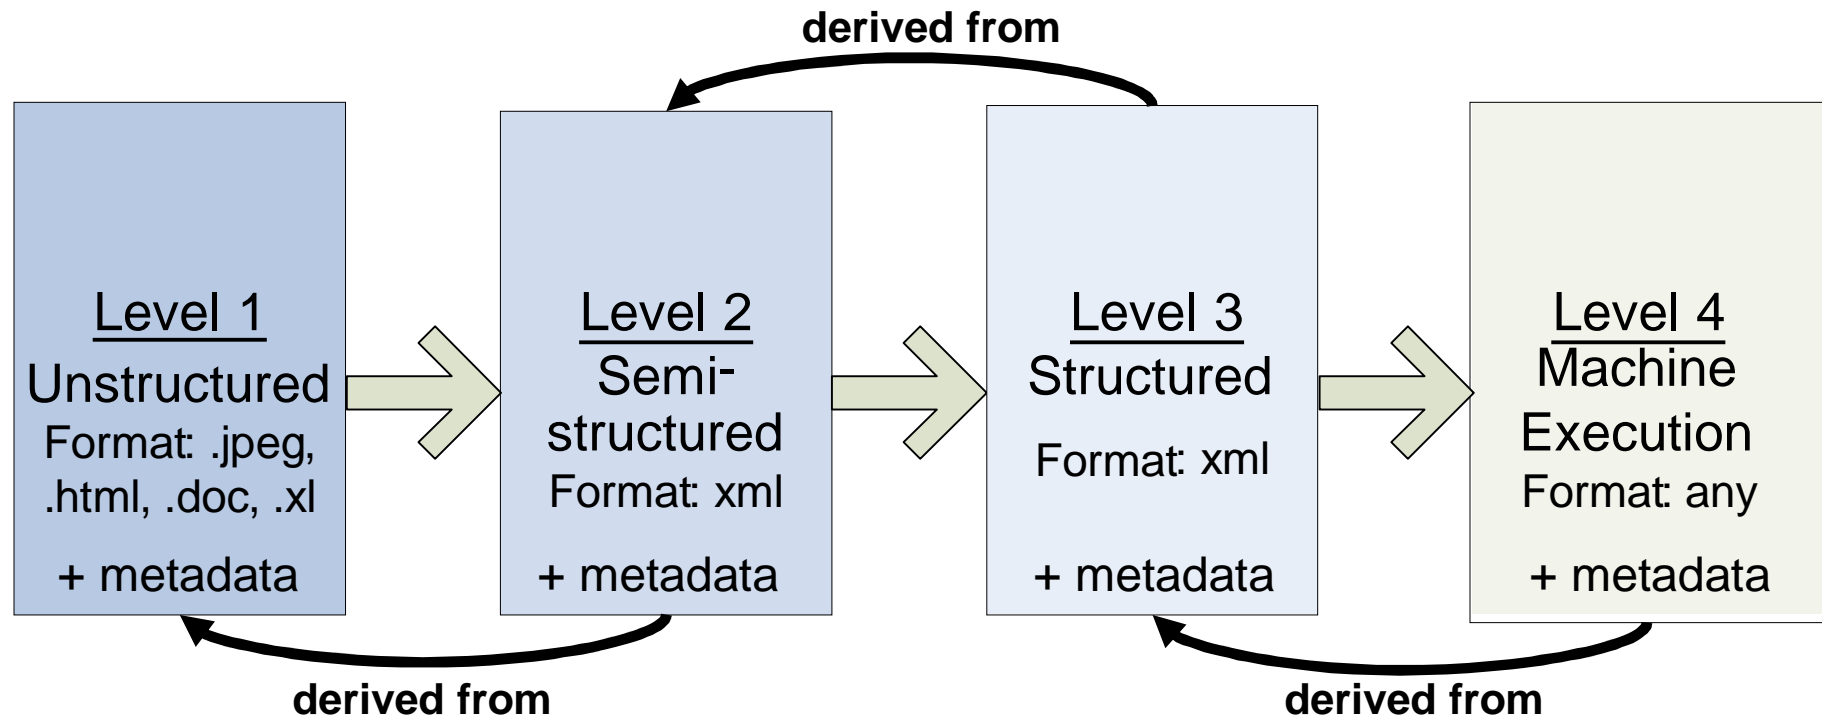 derived from
Level 1
Unstructured
Format: .jpeg,
.html, .doc, .xl
+ metadata
Level 2
Semi-
structured
Format: xml
+ metadata
Level 3
Structured
Format: xml
+ metadata
Level 4
Machine
Execution
Format: any
+ metadata
derived from
derived from